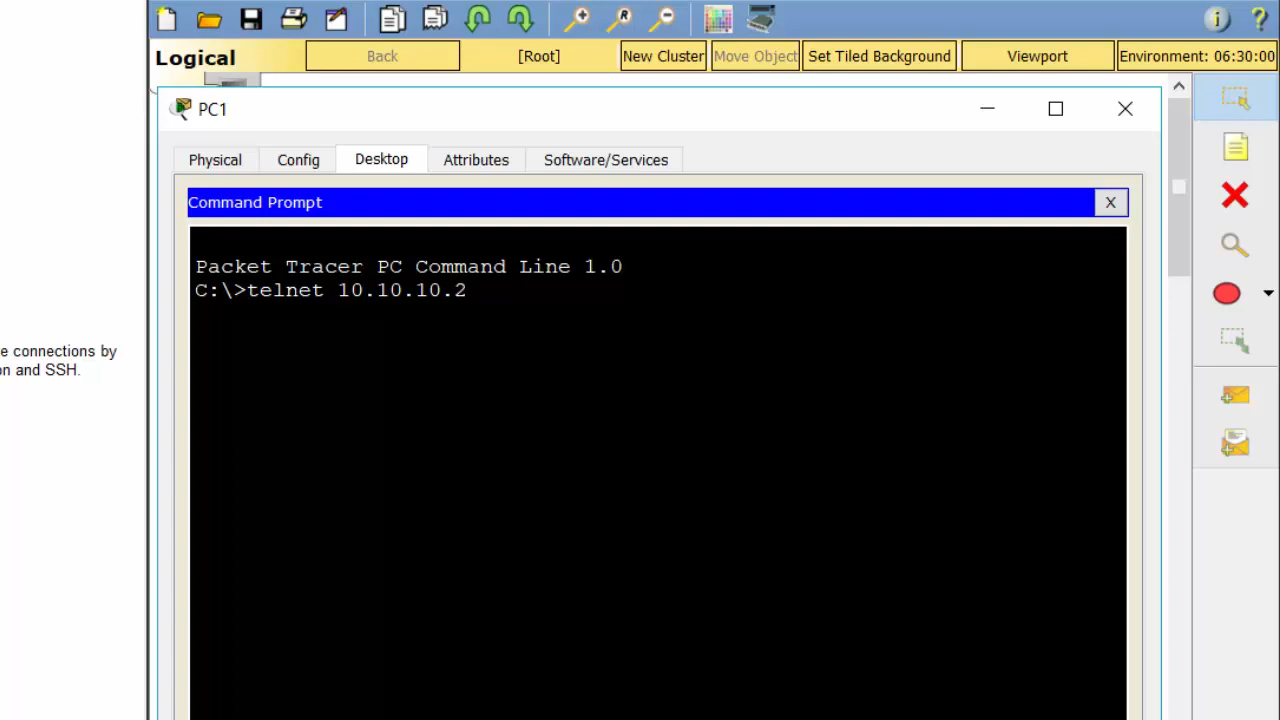 Logical
Back
[Root]
New Cluster
Move Object
Set Tiled Background
Viewport
Environment: 06:30:00
PC1
Physical
Config
Desktop
Attributes
Software/Services
Command Prompt
X
Packet Tracer PC Command Line 1.0
C:\>telnet 10.10.10.2
e connections by
on and SSH.